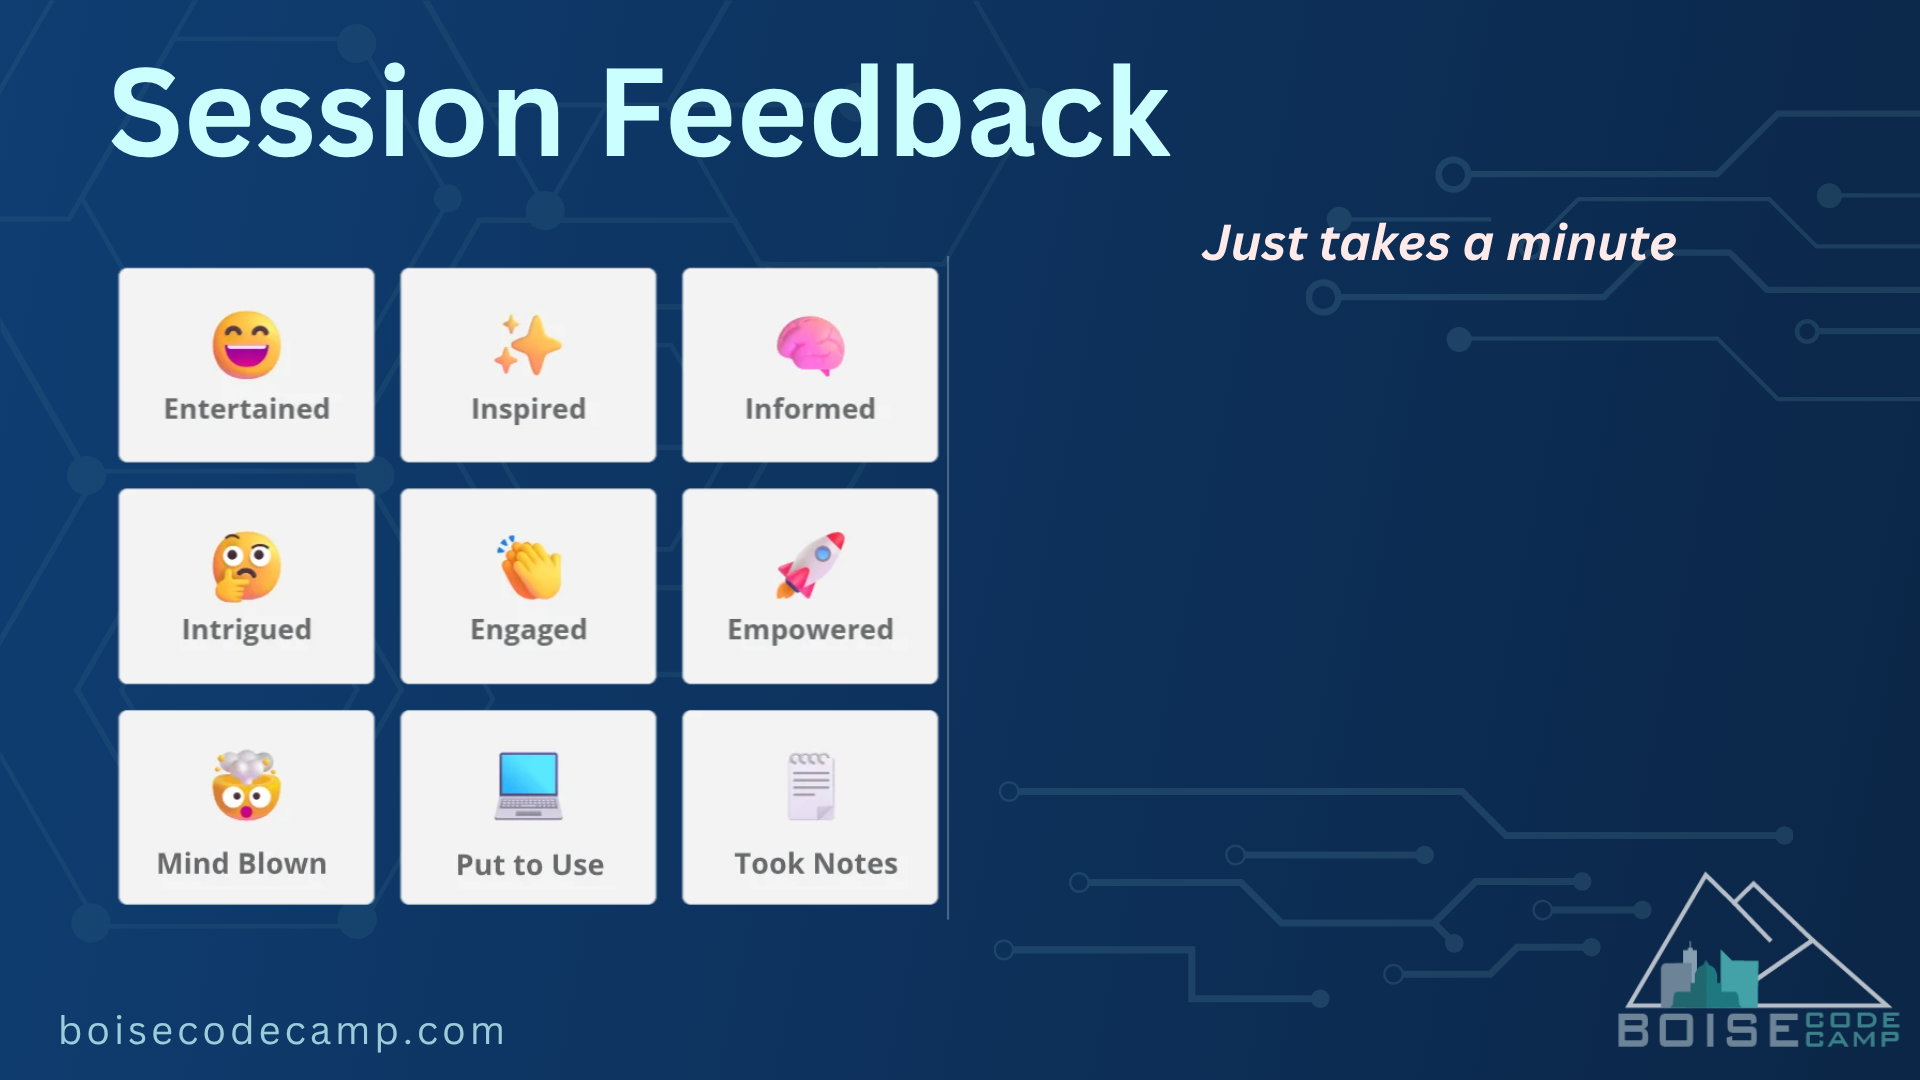 Session Feedback
Just takes a minute
Entertained
Inspired
Informed
Intrigued
Engaged
Empowered
Mind Blown
Put to Use
Took Notes
boisecodecamp.com
BOISE CODE CAMP